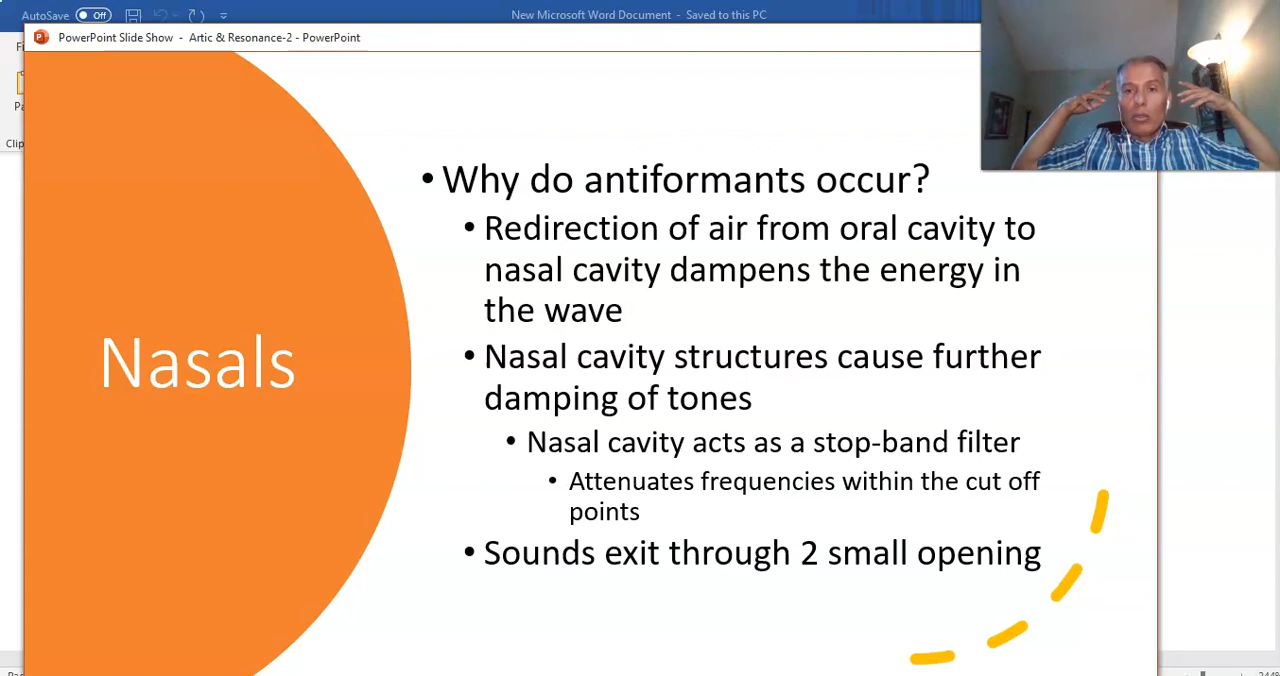 AutoSave Off
New Microsoft Word Document - Saved to this PC
PowerPoint Slide Show - Artic & Resonance-2 - PowerPoint
Clip
Nasals
• Why do antiformants occur?
• Redirection of air from oral cavity to
nasal cavity dampens the energy in
the wave
• Nasal cavity structures cause further
damping of tones
• Nasal cavity acts as a stop-band filter
• Attenuates frequencies within the cut off
points
• Sounds exit through 2 small opening